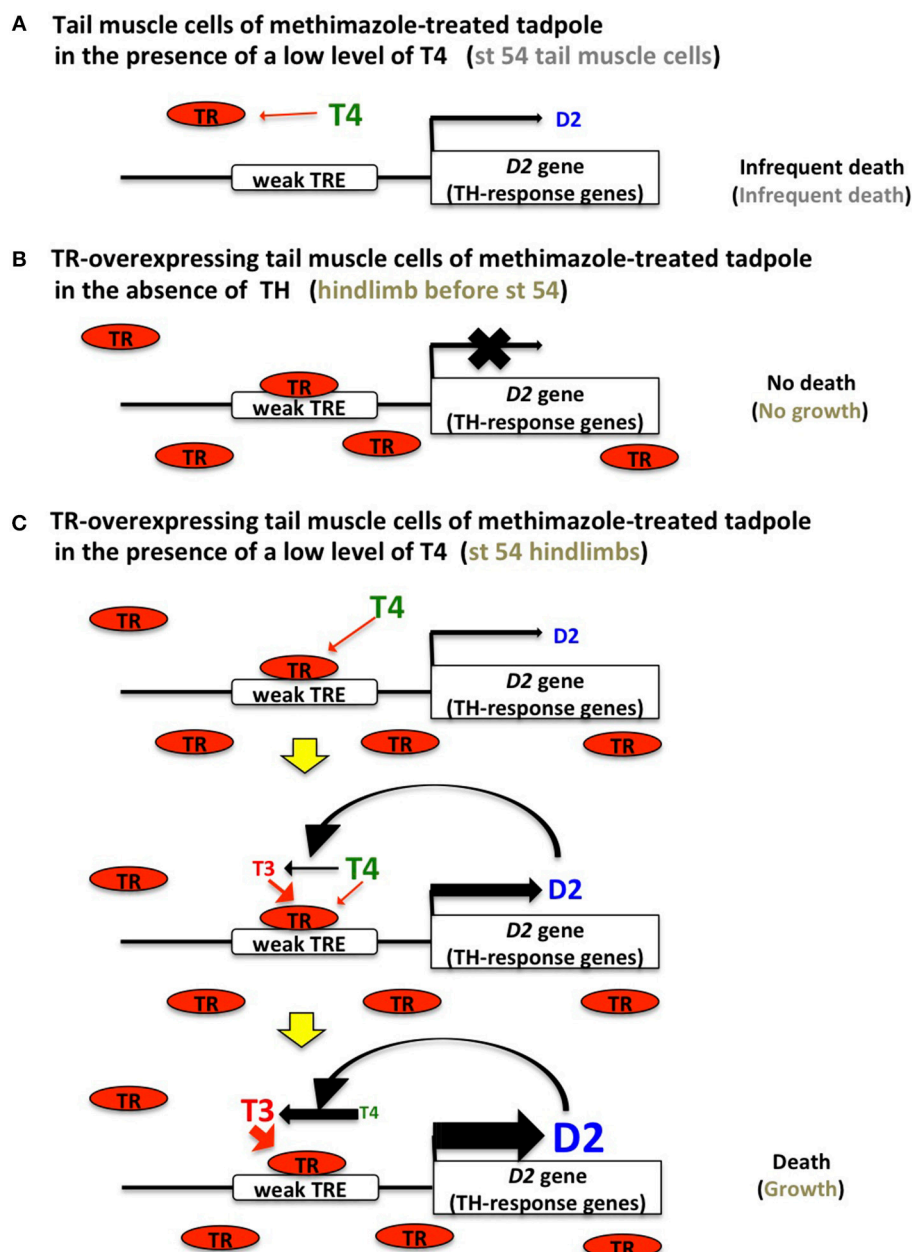 A Tail muscle cells of methimazole-treated tadpole
in the presence of a low level of T4 (st 54 tail muscle cells)
TR
T4
D2
weak TRE
D2 gene
(TH-response genes)
Infrequent death
(Infrequent death)
B TR-overexpressing tail muscle cells of methimazole-treated tadpole
in the absence of TH (hindlimb before st 54)
TR
TR
weak TRE
D2 gene
(TH-response genes)
No death
(No growth)
TR
TR
TR
C TR-overexpressing tail muscle cells of methimazole-treated tadpole
in the presence of a low level of T4 (st 54 hindlimbs)
T4
TR
D2
TR
weak TRE
D2 gene
(TH-response genes)
TR
TR
TR
T3
T4
TR
D2
TR
weak TRE
D2 gene
(TH-response genes)
TR
TR
TR
TR
T3
T4
D2
TR
weak TRE
D2 gene
(TH-response genes)
Death
(Growth)
TR
TR
TR